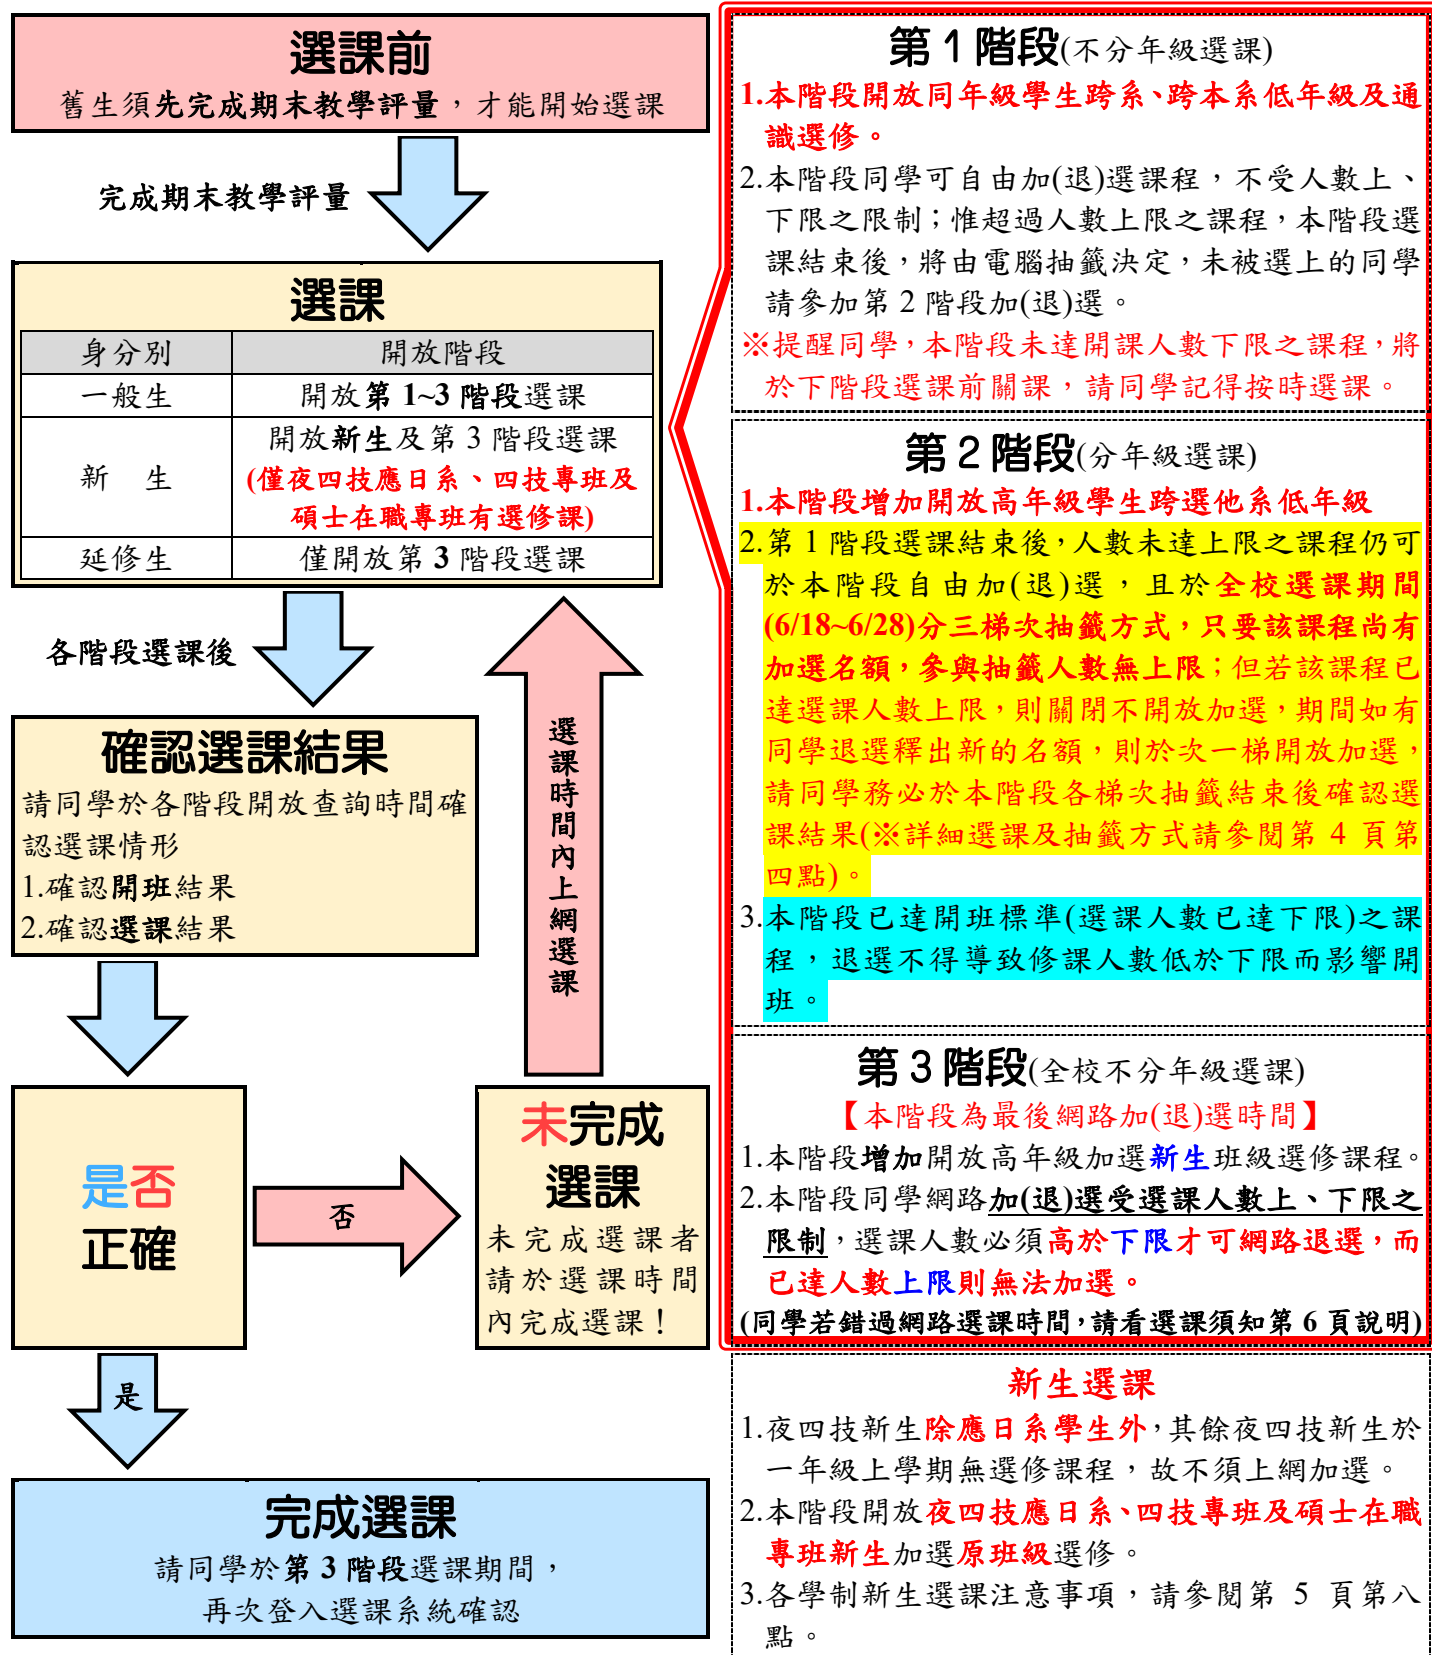 選課前
舊生須先完成期末教學評量，才能開始選課
完成期末教學評量
選課
身分別 開放階段
一般生 開放第 1~3 階段選課
新　生 開放新生及第 3 階段選課
(僅夜四技應日系、四技專班及
碩士在職專班有選修課)
延修生 僅開放第 3 階段選課
各階段選課後
確認選課結果
請同學於各階段開放查詢時間確
認選課情形
1.確認開班結果
2.確認選課結果
選課時間內上網選課
是否
正確
否
未完成
選課
未完成選課者
請於選課時間
內完成選課！
是
完成選課
請同學於第 3 階段選課期間，
再次登入選課系統確認
第 1 階段(不分年級選課)
1.本階段開放同年級學生跨系、跨本系低年級及通
識選修。
2.本階段同學可自由加(退)選課程，不受人數上、
下限之限制；惟超過人數上限之課程，本階段選
課結束後，將由電腦抽籤決定，未被選上的同學
請參加第 2 階段加(退)選。
※提醒同學，本階段未達開課人數下限之課程，將
於下階段選課前關課，請同學記得按時選課。
第 2 階段(分年級選課)
1.本階段增加開放高年級學生跨選他系低年級
2.第 1 階段選課結束後，人數未達上限之課程仍可
於本階段自由加(退)選，且於全校選課期間
(6/18~6/28)分三梯次抽籤方式，只要該課程尚有
加選名額，參與抽籤人數無上限；但若該課程已
達選課人數上限，則關閉不開放加選，期間如有
同學退選釋出新的名額，則於次一梯開放加選，
請同學務必於本階段各梯次抽籤結束後確認選
課結果(※詳細選課及抽籤方式請參閱第 4 頁第
四點)。
3.本階段已達開班標準(選課人數已達下限)之課
程，退選不得導致修課人數低於下限而影響開
班。
第 3 階段(全校不分年級選課)
【本階段為最後網路加(退)選時間】
1.本階段增加開放高年級加選新生班級選修課程。
2.本階段同學網路加(退)選受選課人數上、下限之
限制，選課人數必須高於下限才可網路退選，而
已達人數上限則無法加選。
(同學若錯過網路選課時間，請看選課須知第 6 頁說明)
新生選課
1.夜四技新生除應日系學生外，其餘夜四技新生於
一年級上學期無選修課程，故不須上網加選。
2.本階段開放夜四技應日系、四技專班及碩士在職
專班新生加選原班級選修。
3.各學制新生選課注意事項，請參閱第 5 頁第八
點。